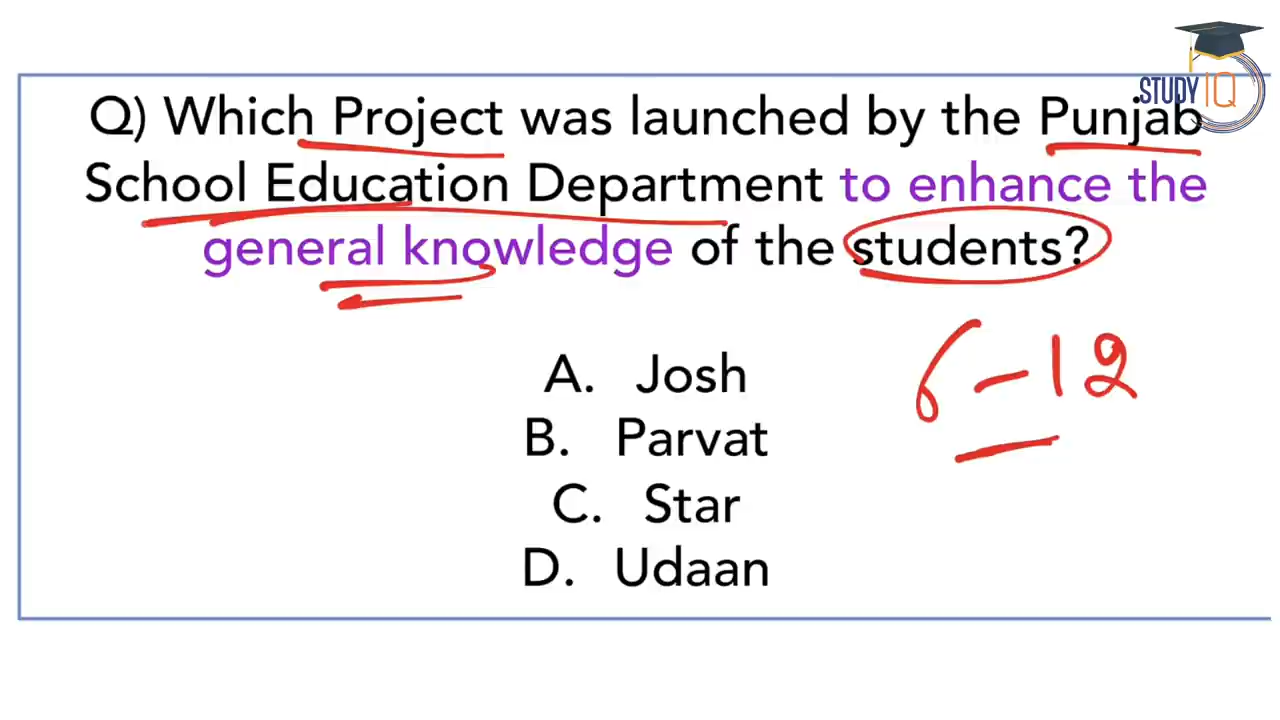 STUDY IQ
Q) Which Project was launched by the Punjab
School Education Department to enhance the
general knowledge of the students?
6-12
A. Josh
B. Parvat
C. Star
D. Udaan